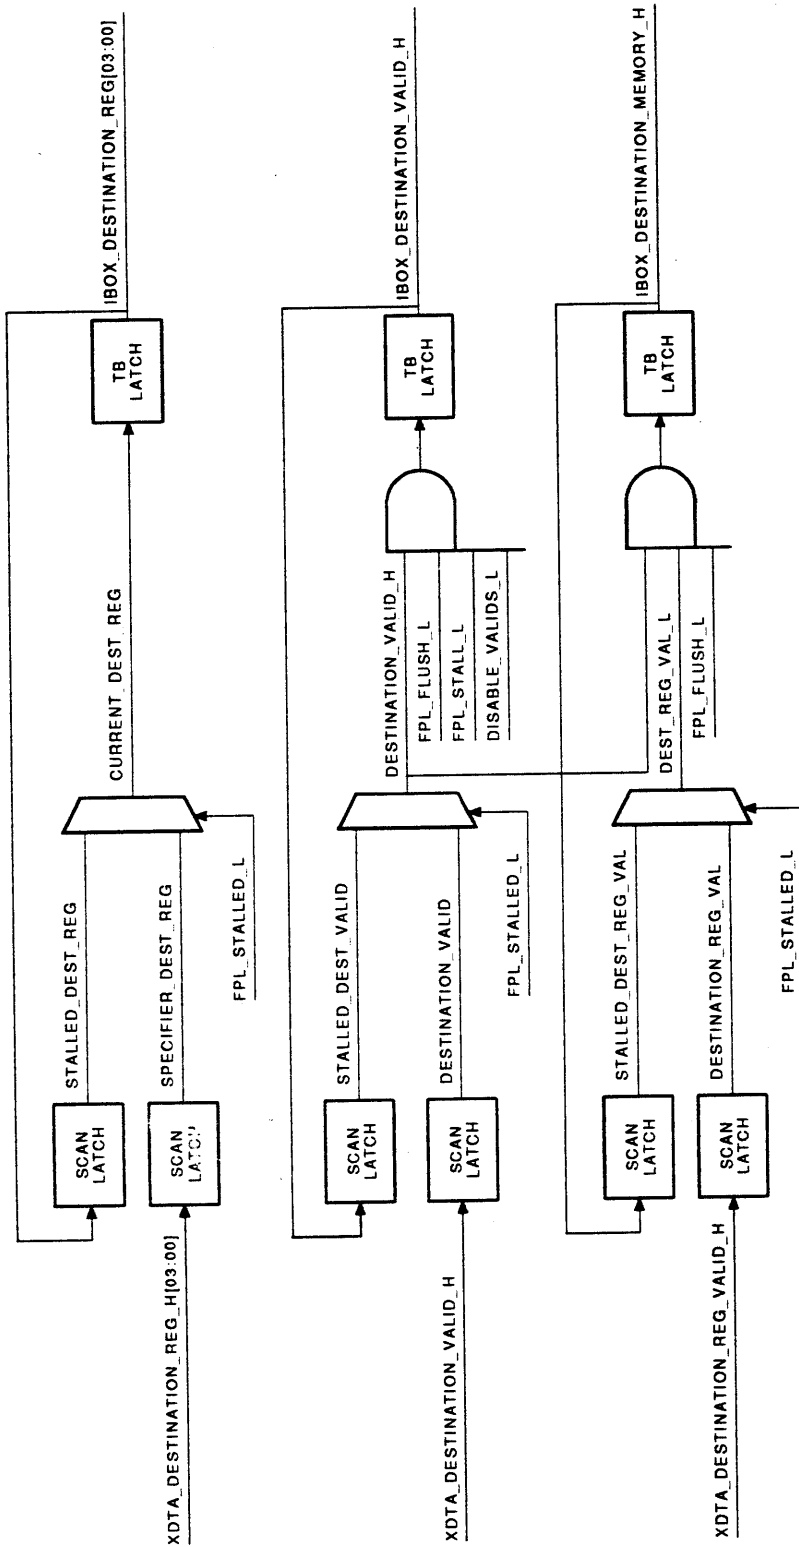 XDTA_DESTINATION_REG_H[03:00]
SCAN
LATCH
SCAN
LATCH
STALLED_DEST_REG
SPECIFIER_DEST_REG
FPL_STALLED_L
CURRENT_DEST_REG
TB
LATCH
IBOX_DESTINATION_REG[03:00]
XDTA_DESTINATION_VALID_H
SCAN
LATCH
SCAN
LATCH
STALLED_DEST_VALID
DESTINATION_VALID
FPL_STALLED_L
DESTINATION_VALID_H
FPL_FLUSH_L
FPL_STALL_L
DISABLE_VALIDS_L
TB
LATCH
IBOX_DESTINATION_VALID_H
XDTA_DESTINATION_REG_VALID_H
SCAN
LATCH
SCAN
LATCH
STALLED_DEST_REG_VAL
DESTINATION_REG_VAL
FPL_STALLED_L
DEST_REG_VAL_L
FPL_FLUSH_L
TB
LATCH
IBOX_DESTINATION_MEMORY_H